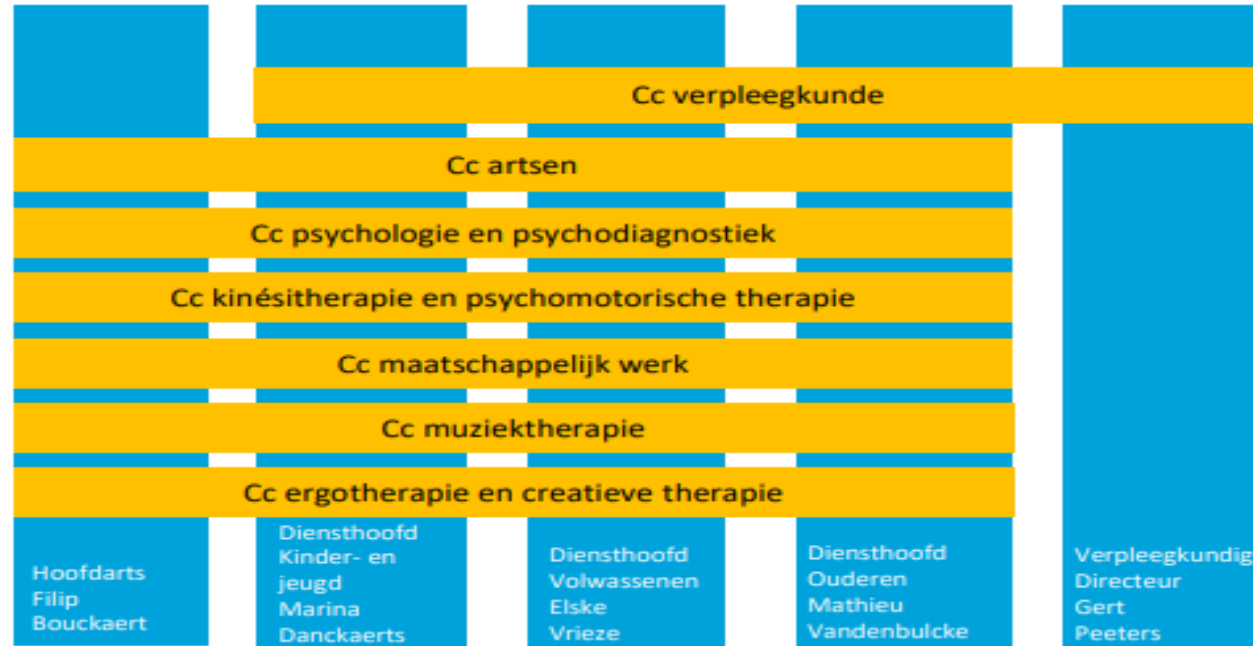 Cc verpleegkunde
Cc artsen
Cc psychologie en psychodiagnostiek
Cc kinésitherapie en psychomotorische therapie
Cc maatschappelijk werk
Cc muziektherapie
Cc ergotherapie en creatieve therapie
Hoofdarts
Filip
Bouckaert
Diensthoofd
Kinder- en
jeugd
Marina
Danckaerts
Diensthoofd
Volwassenen
Elske
Vrieze
Diensthoofd
Ouderen
Mathieu
Vandenbulcke
Verpleegkundig
Directeur
Gert
Peeters